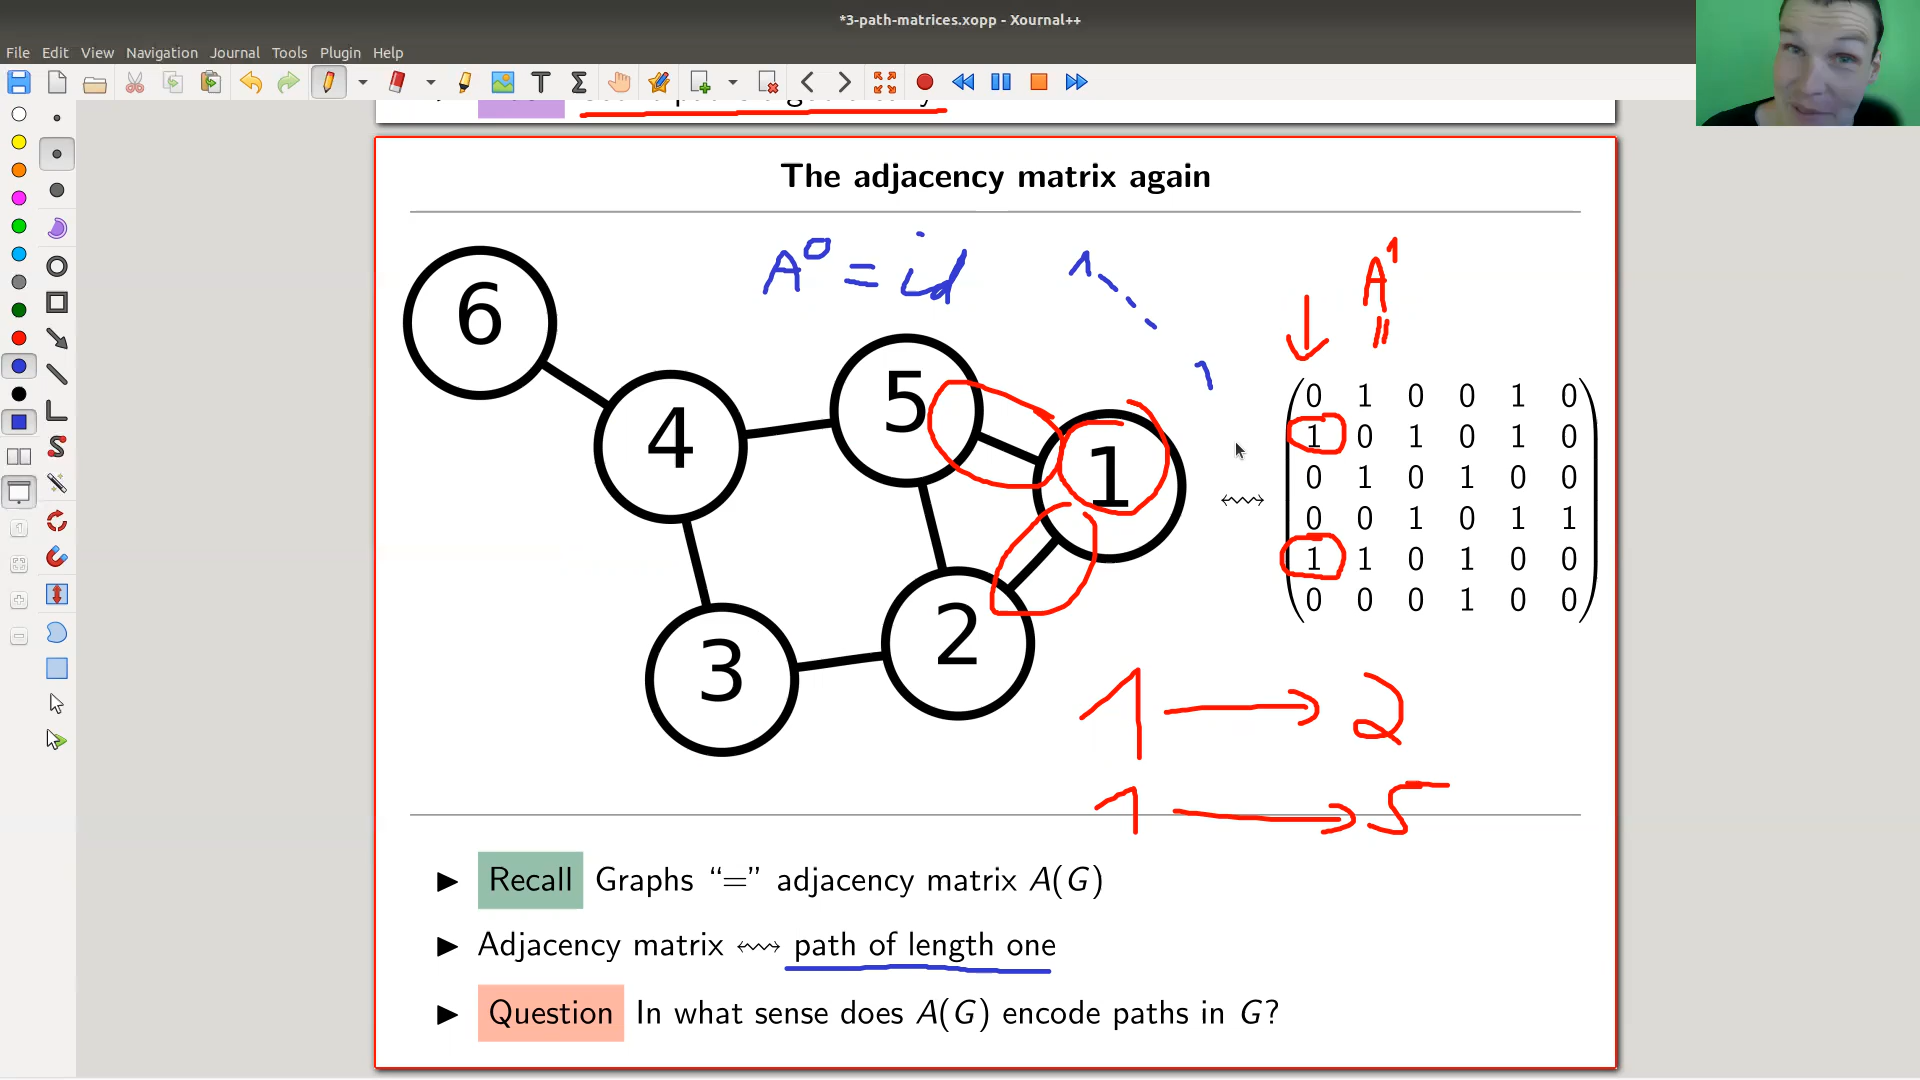 *3-path-matrices.xopp - Xournal++
File Edit View Navigation Journal Tools Plugin Help
The adjacency matrix again
A⁰ = id
1
1
A¹
=
6
5
4
1
2
3
0 1 0 0 1 0
1 0 1 0 1 0
0 1 0 1 0 0
0 0 1 0 1 1
1 1 0 1 0 0
0 0 0 1 0 0
1 → 2
1 → 5
► Recall Graphs “=” adjacency matrix A(G)
► Adjacency matrix ↭ path of length one
► Question In what sense does A(G) encode paths in G?